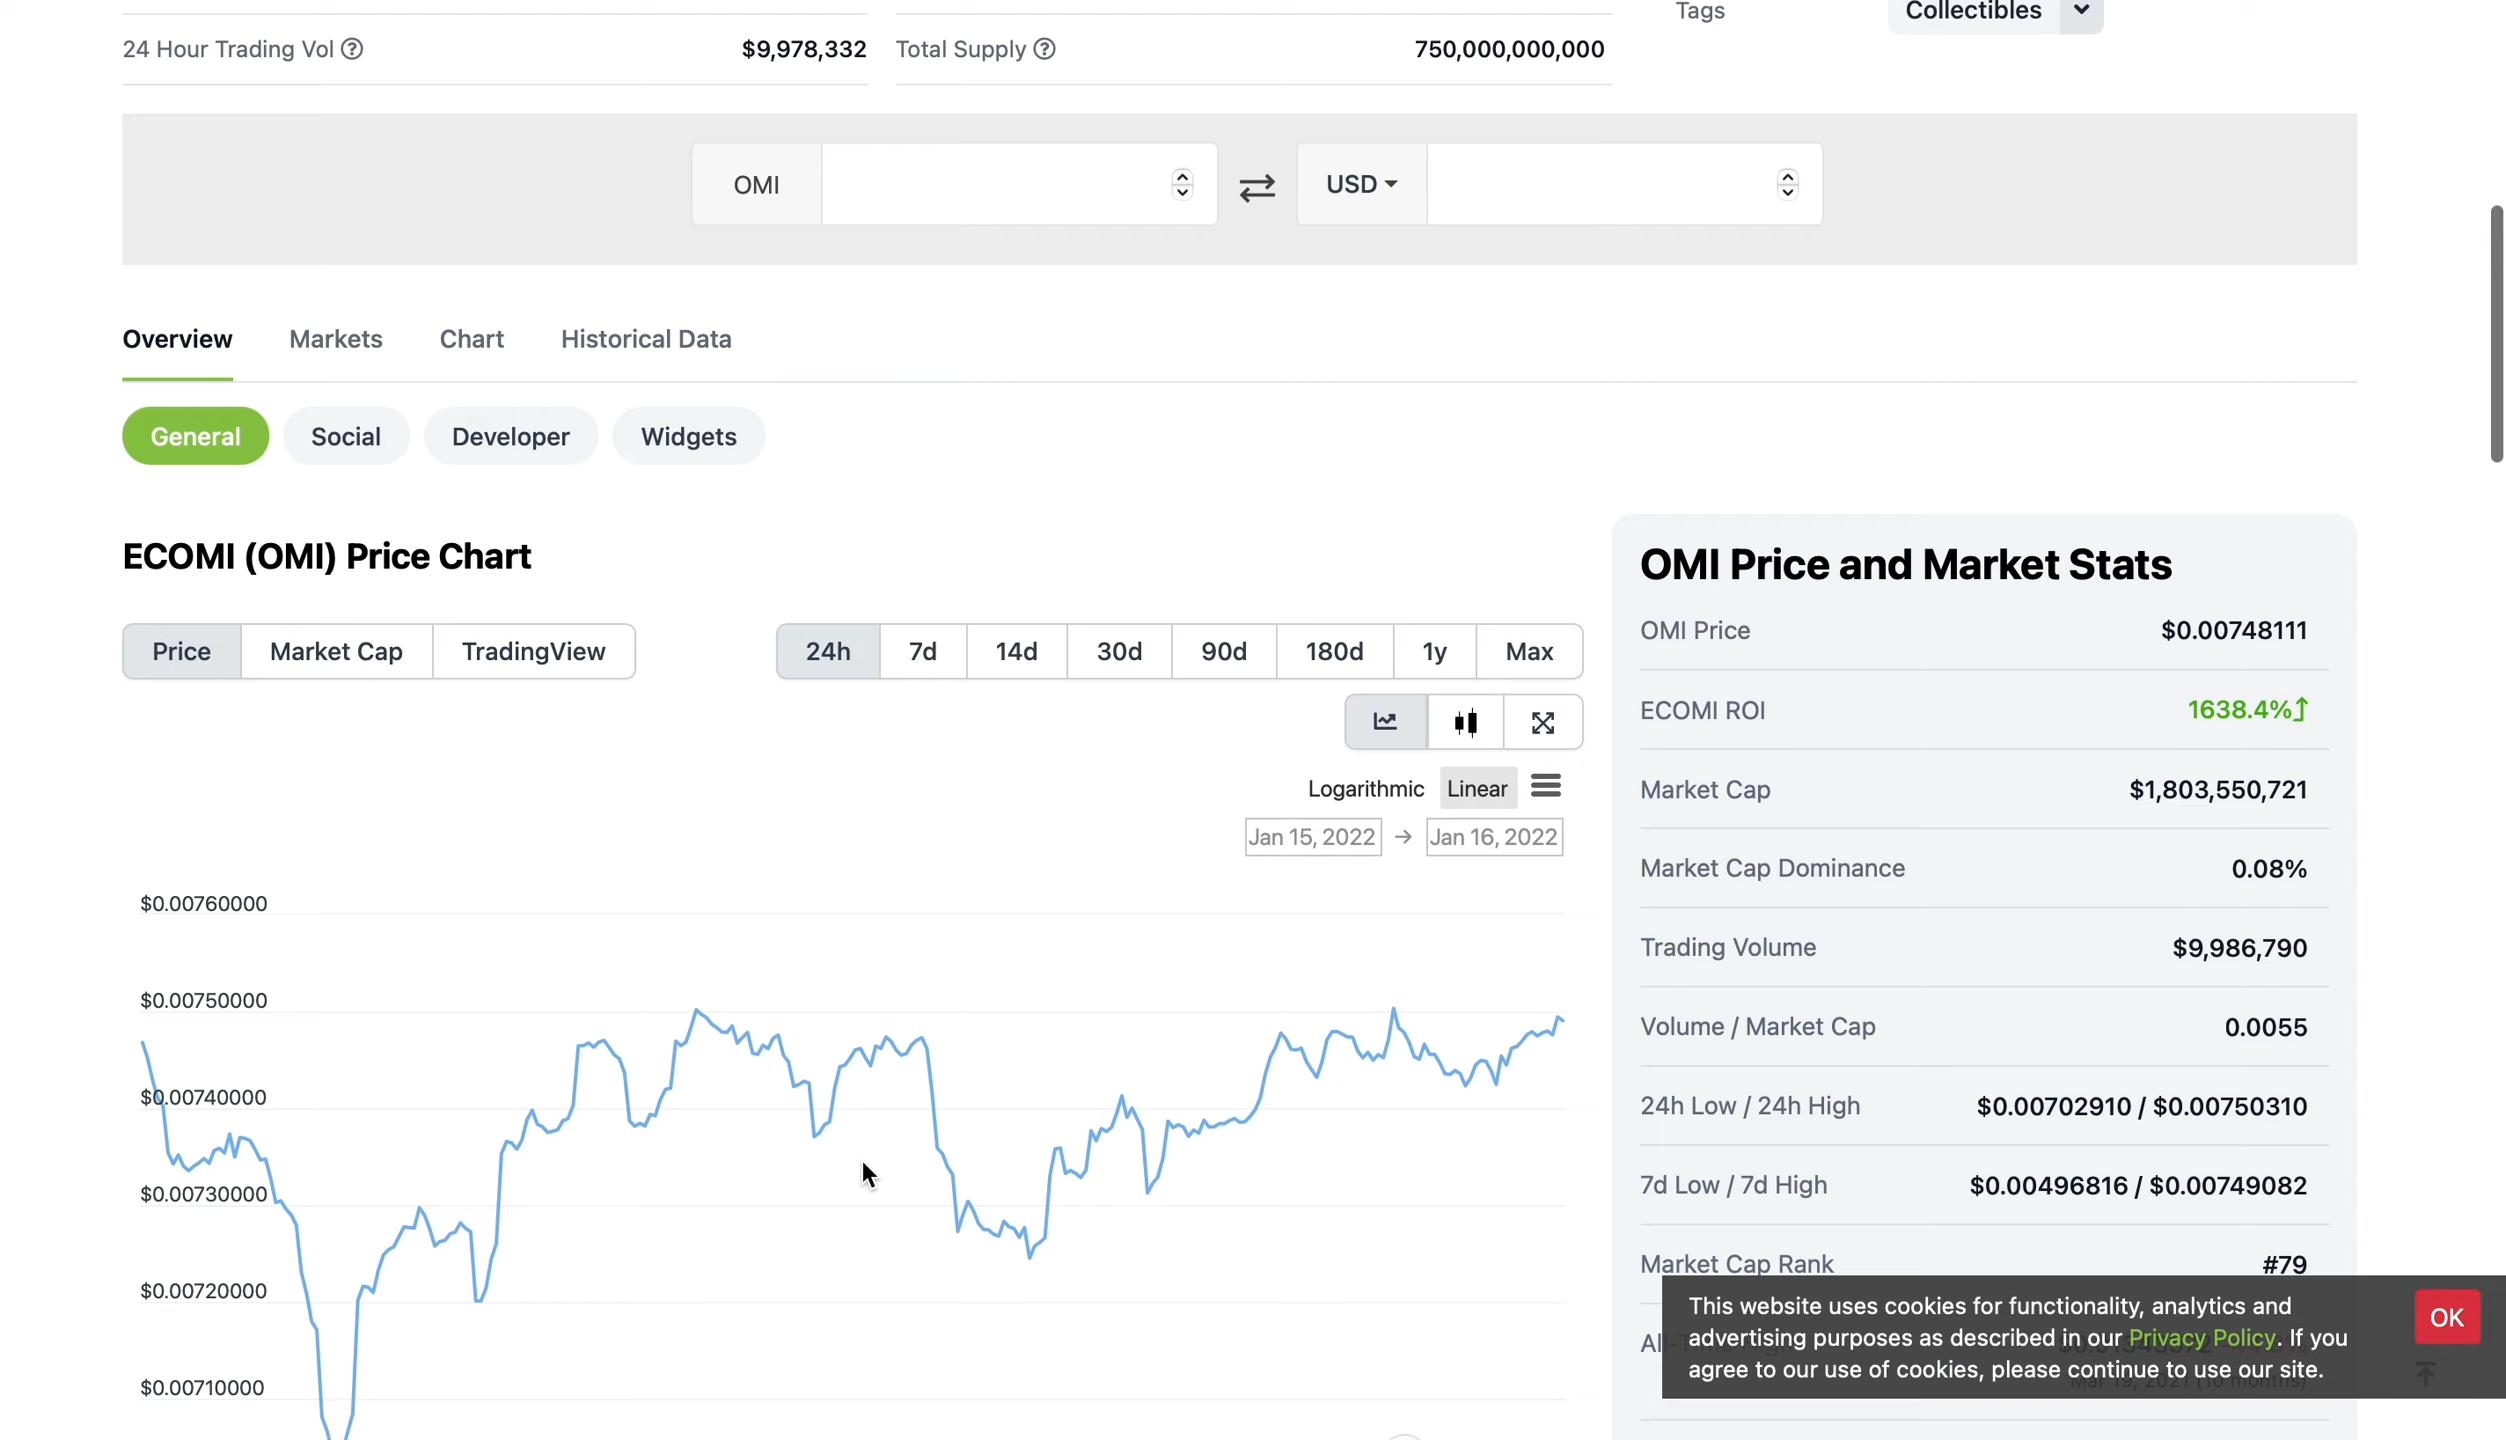 Tags
Collectibles
24 Hour Trading Vol
$9,978,332
Total Supply
750,000,000,000
OMI
USD
Overview
Markets
Chart
Historical Data
General
Social
Developer
Widgets
ECOMI (OMI) Price Chart
Price
Market Cap
TradingView
24h
7d
14d
30d
90d
180d
1y
Max
Logarithmic
Linear
Jan 15, 2022 → Jan 16, 2022
$0.00760000
$0.00750000
$0.00740000
$0.00730000
$0.00720000
$0.00710000
OMI Price and Market Stats
OMI Price
$0.00748111
ECOMI ROI
1638.4%
Market Cap
$1,803,550,721
Market Cap Dominance
0.08%
Trading Volume
$9,986,790
Volume / Market Cap
0.0055
24h Low / 24h High
$0.00702910 / $0.00750310
7d Low / 7d High
$0.00496816 / $0.00749082
Market Cap Rank
#79
This website uses cookies for functionality, analytics and
advertising purposes as described in our Privacy Policy. If you
agree to our use of cookies, please continue to use our site.
OK